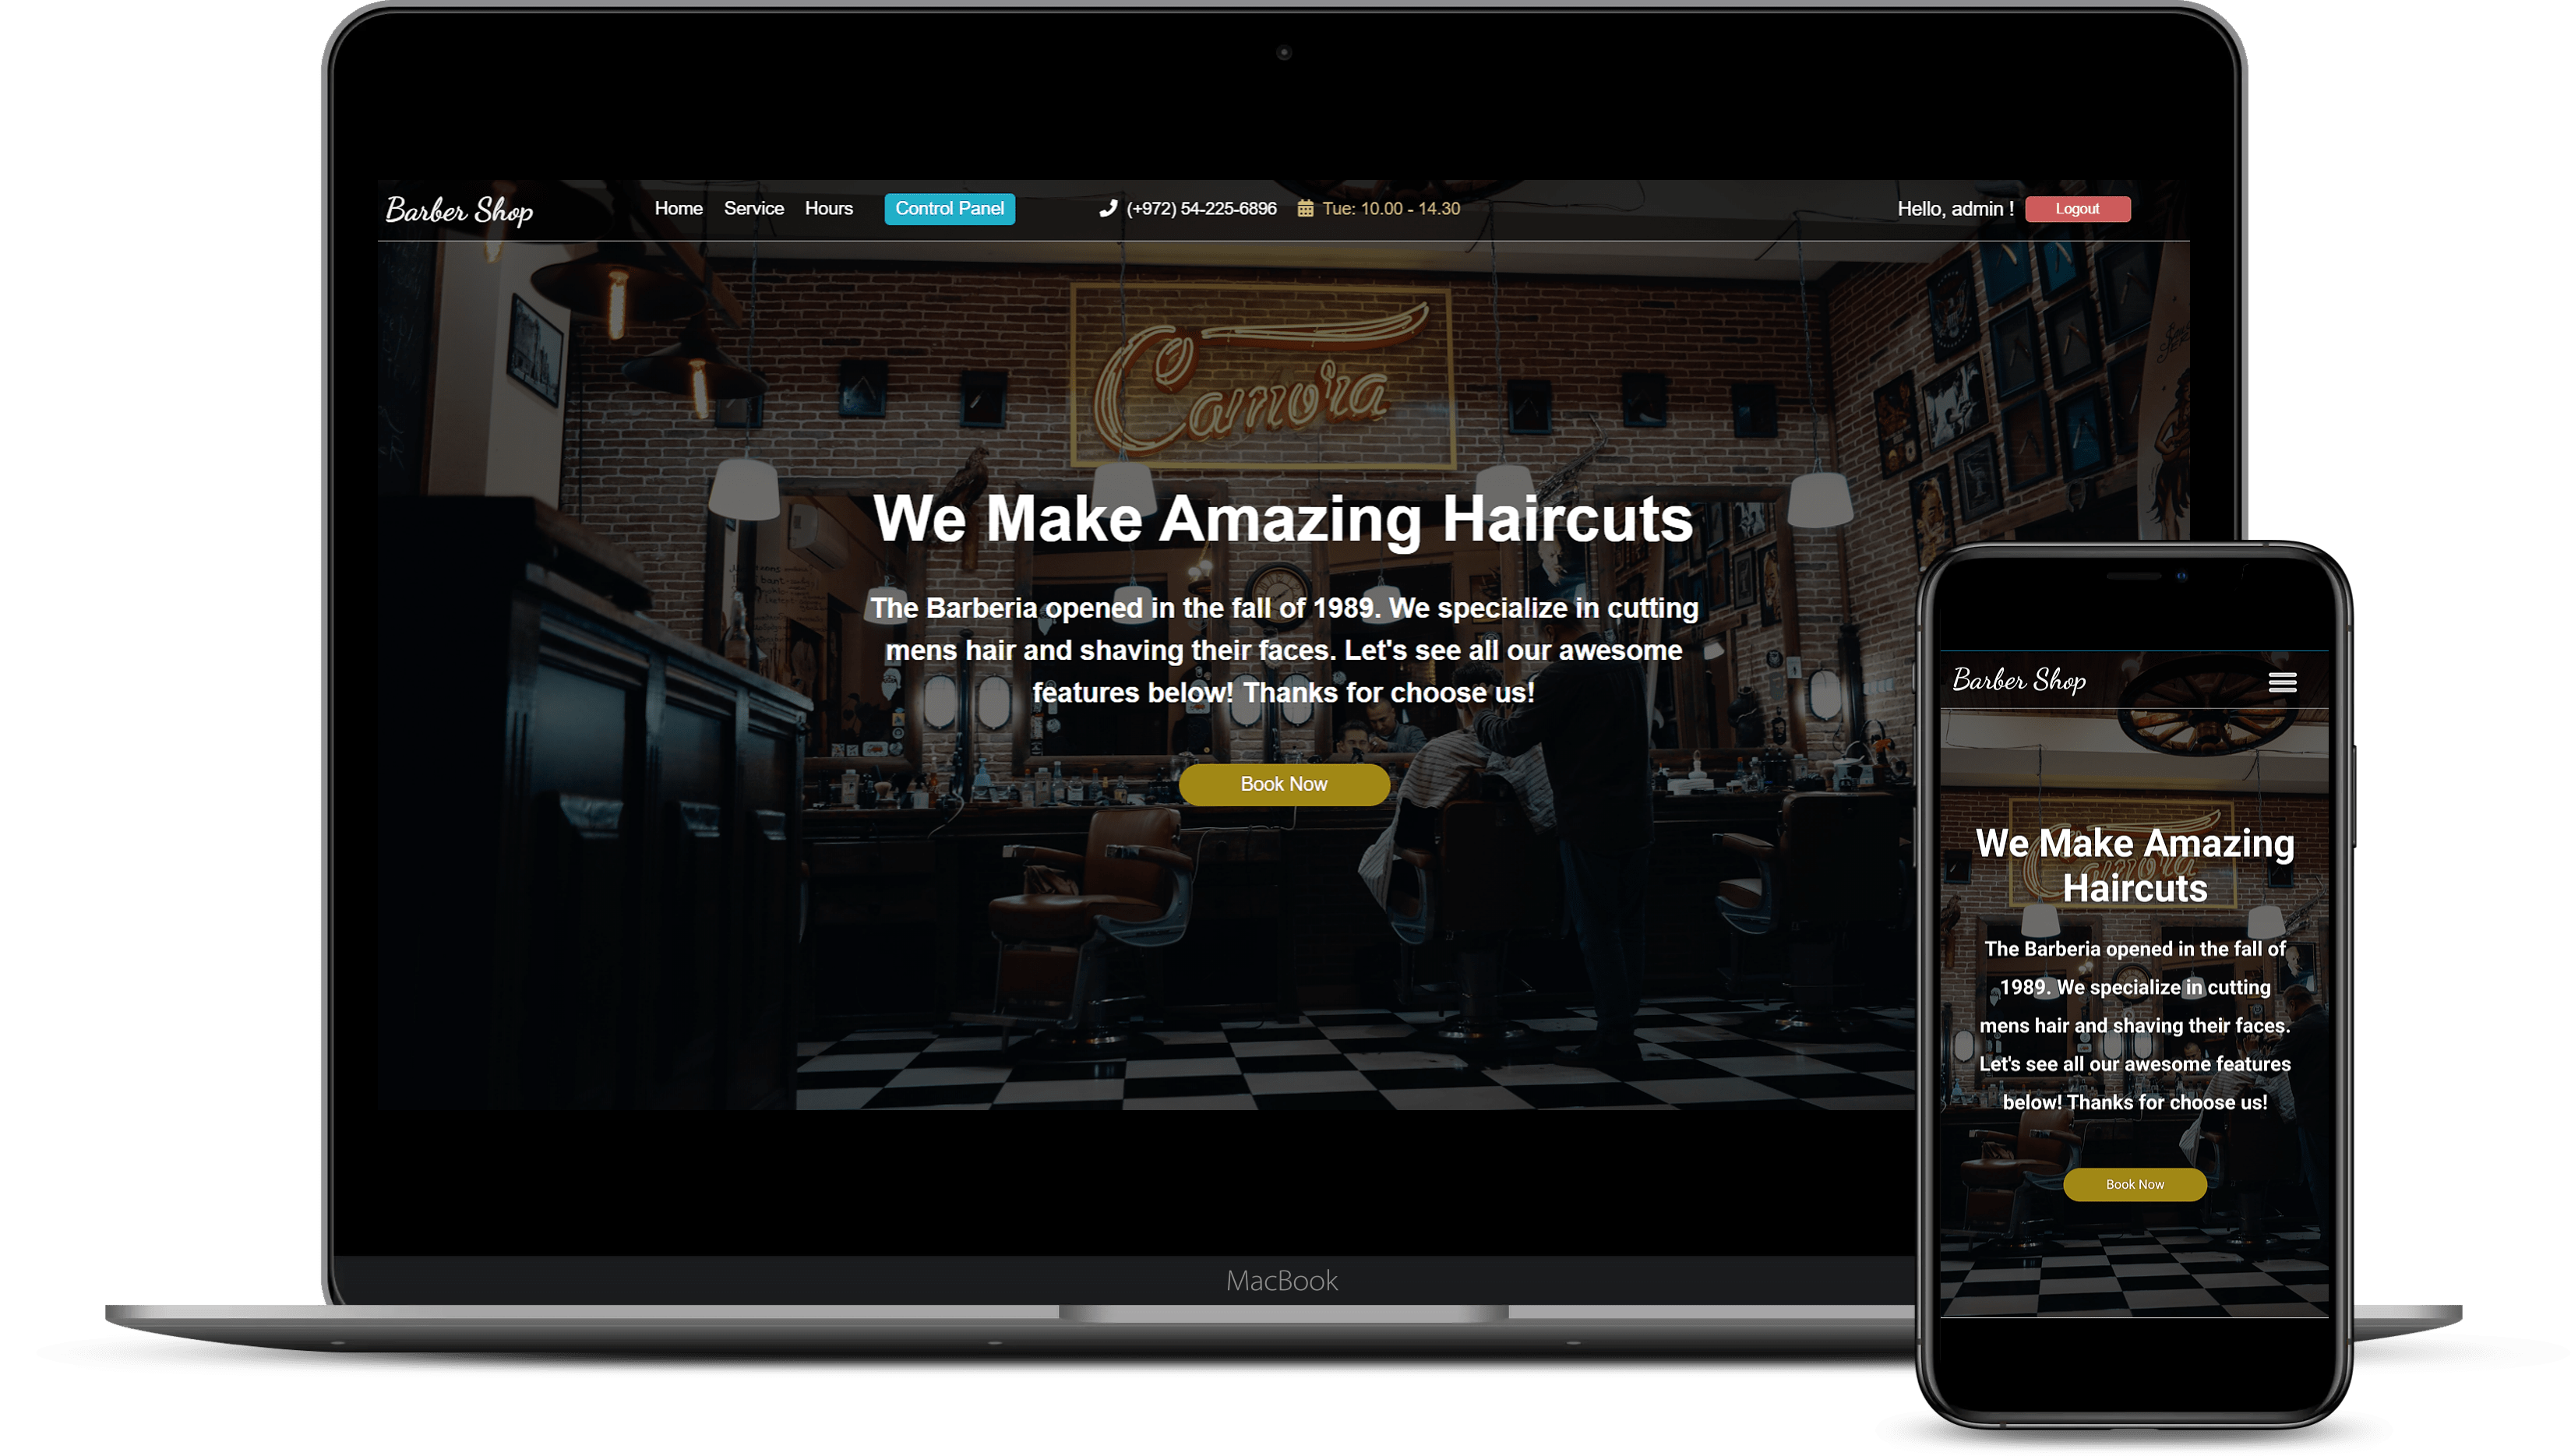 Barber Shop
Home Service Hours Control Panel (+972) 54-225-6896 Tue: 10.00 - 14.30 Hello, admin ! Logout
Camora
We Make Amazing Haircuts
The Barberia opened in the fall of 1989. We specialize in cutting
mens hair and shaving their faces. Let's see all our awesome
features below! Thanks for choose us!
Book Now
MacBook
Barber Shop
Camora
We Make Amazing
Haircuts
The Barberia opened in the fall of
1989. We specialize in cutting
mens hair and shaving their faces.
Let's see all our awesome features
below! Thanks for choose us!
Book Now